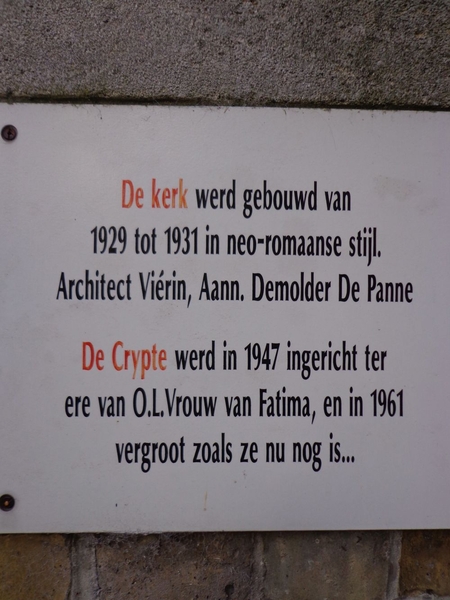 De kerk werd gebouwd van
1929 tot 1931 in neo-romaanse stijl.
Architect Viérin, Aann. Demolder De Panne
De Crypte werd in 1947 ingericht ter
ere van O.L.Vrouw van Fatima, en in 1961
vergroot zoals ze nu nog is...